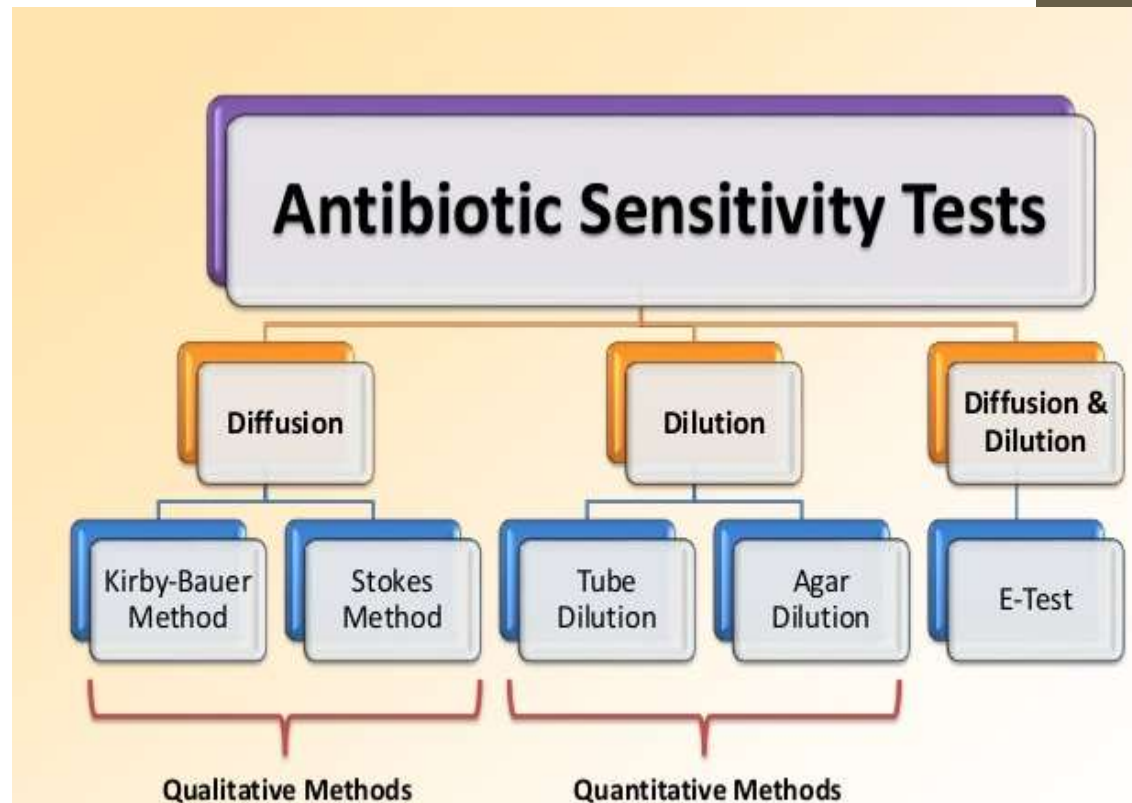 Antibiotic Sensitivity Tests
Diffusion
Dilution
Diffusion &
Dilution
Kirby-Bauer
Method
Stokes
Method
Tube
Dilution
Agar
Dilution
E-Test
Qualitative Methods
Quantitative Methods